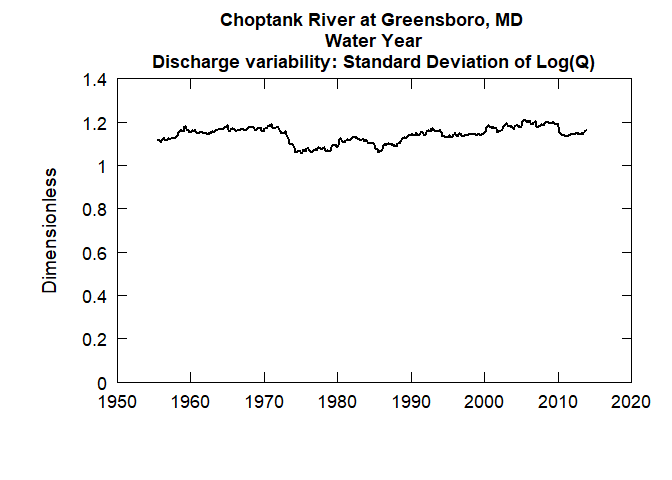 Choptank River at Greensboro, MD
Water Year
Discharge variability: Standard Deviation of Log(Q)
1.4
1.2
1
0.8
0.6
0.4
0.2
0
Dimensionless
1950 1960 1970 1980 1990 2000 2010 2020